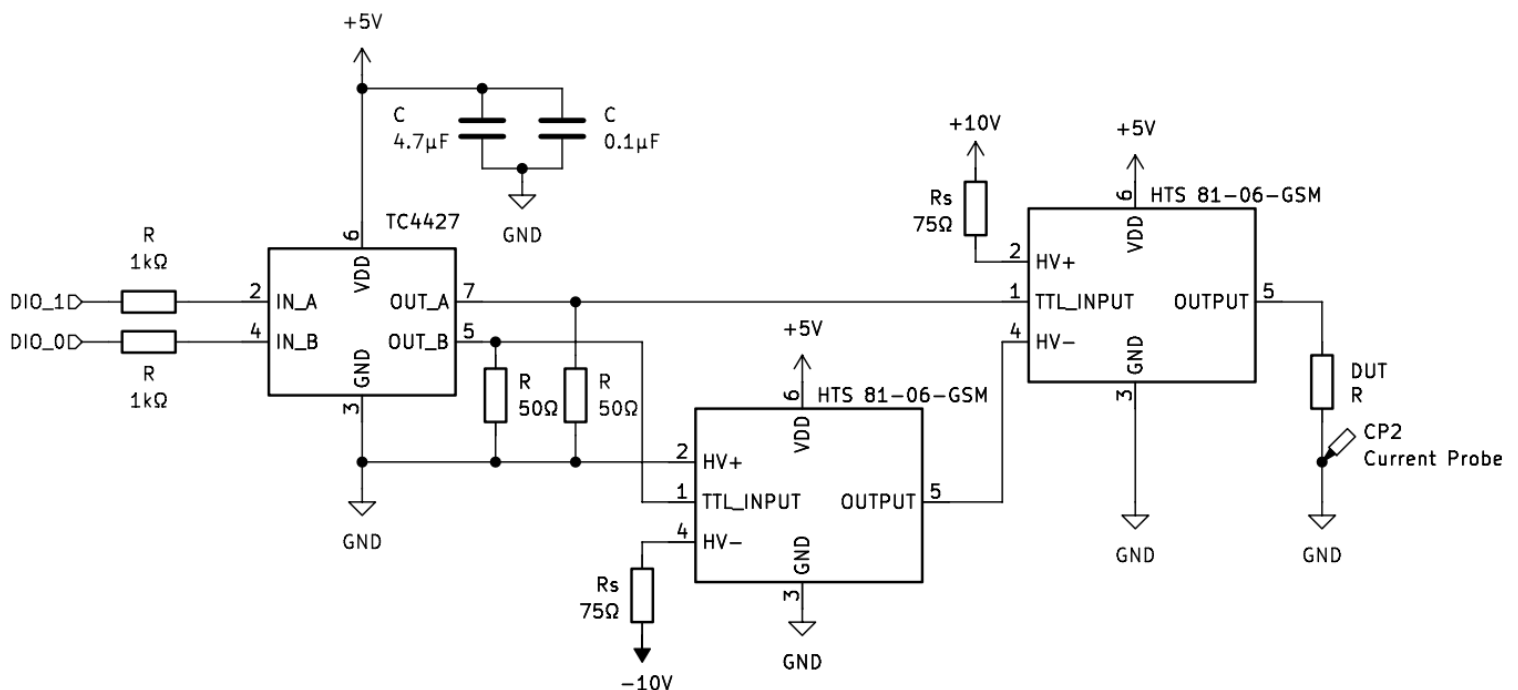 +5V
C
4.7µF
C
0.1µF
GND
+10V
+5V
Rs
75Ω
HTS 81-06-GSM
6
VDD
2
HV+
1
TTL_INPUT
OUTPUT
5
4
HV-
GND
3
GND
DUT
R
CP2
Current Probe
GND
TC4427
6
VDD
R
1kΩ
DIO_1
2
IN_A
OUT_A
7
DIO_0
4
IN_B
OUT_B
5
R
1kΩ
GND
3
R
50Ω
R
50Ω
GND
+5V
HTS 81-06-GSM
6
VDD
2
HV+
1
TTL_INPUT
OUTPUT
5
4
HV-
GND
3
Rs
75Ω
-10V
GND